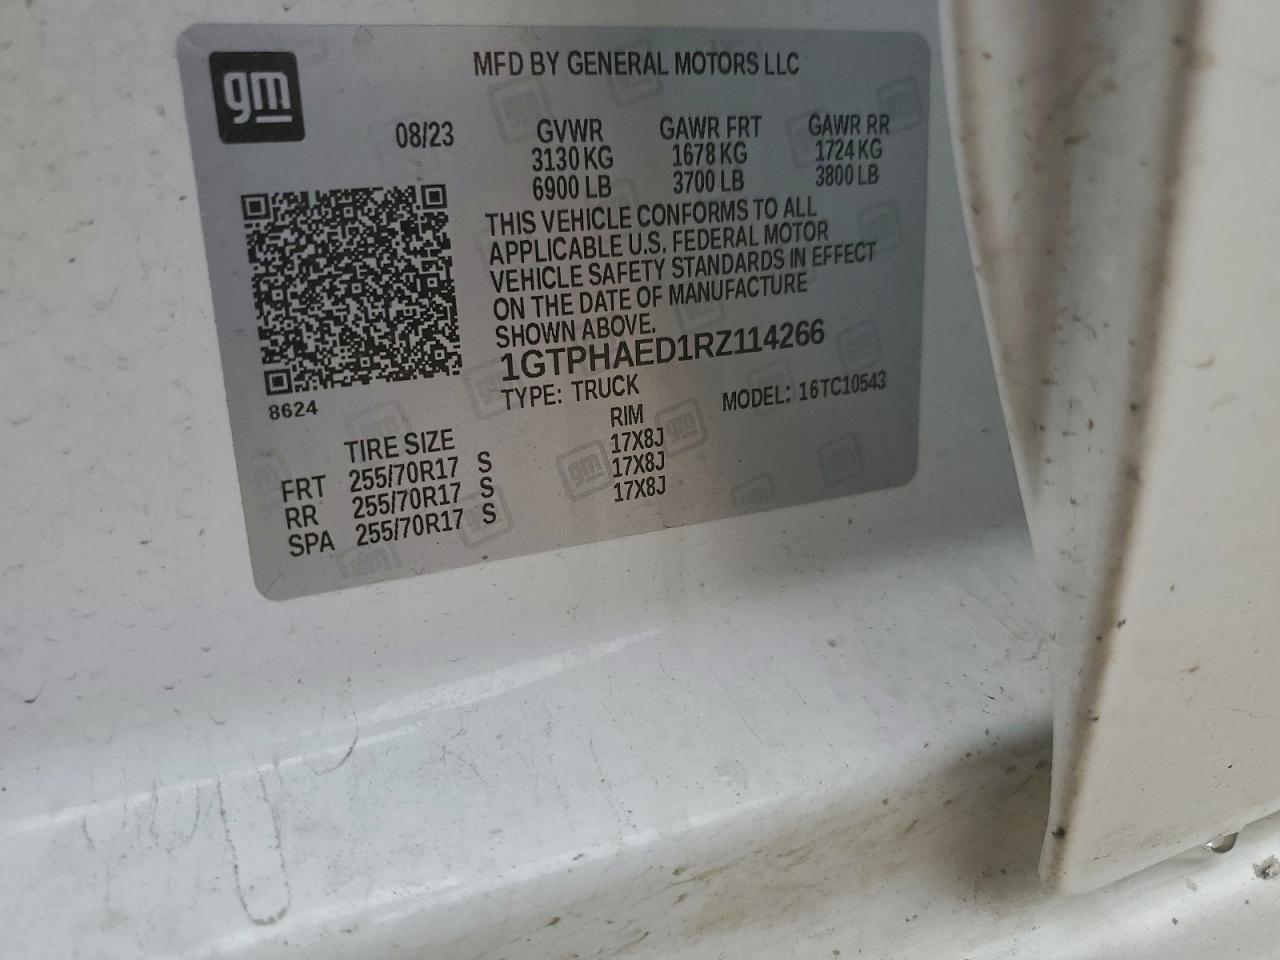 gm
MFD BY GENERAL MOTORS LLC
08/23
GVWR GAWR FRT GAWR RR
3130 KG 1678 KG 1724 KG
6900 LB 3700 LB 3800 LB
THIS VEHICLE CONFORMS TO ALL
APPLICABLE U.S. FEDERAL MOTOR
VEHICLE SAFETY STANDARDS IN EFFECT
ON THE DATE OF MANUFACTURE
SHOWN ABOVE.
1GTPHAED1RZ114266
TYPE: TRUCK MODEL: 16TC10543
8624
TIRE SIZE RIM
FRT 255/70R17 S 17X8J
RR 255/70R17 S 17X8J
SPA 255/70R17 S 17X8J